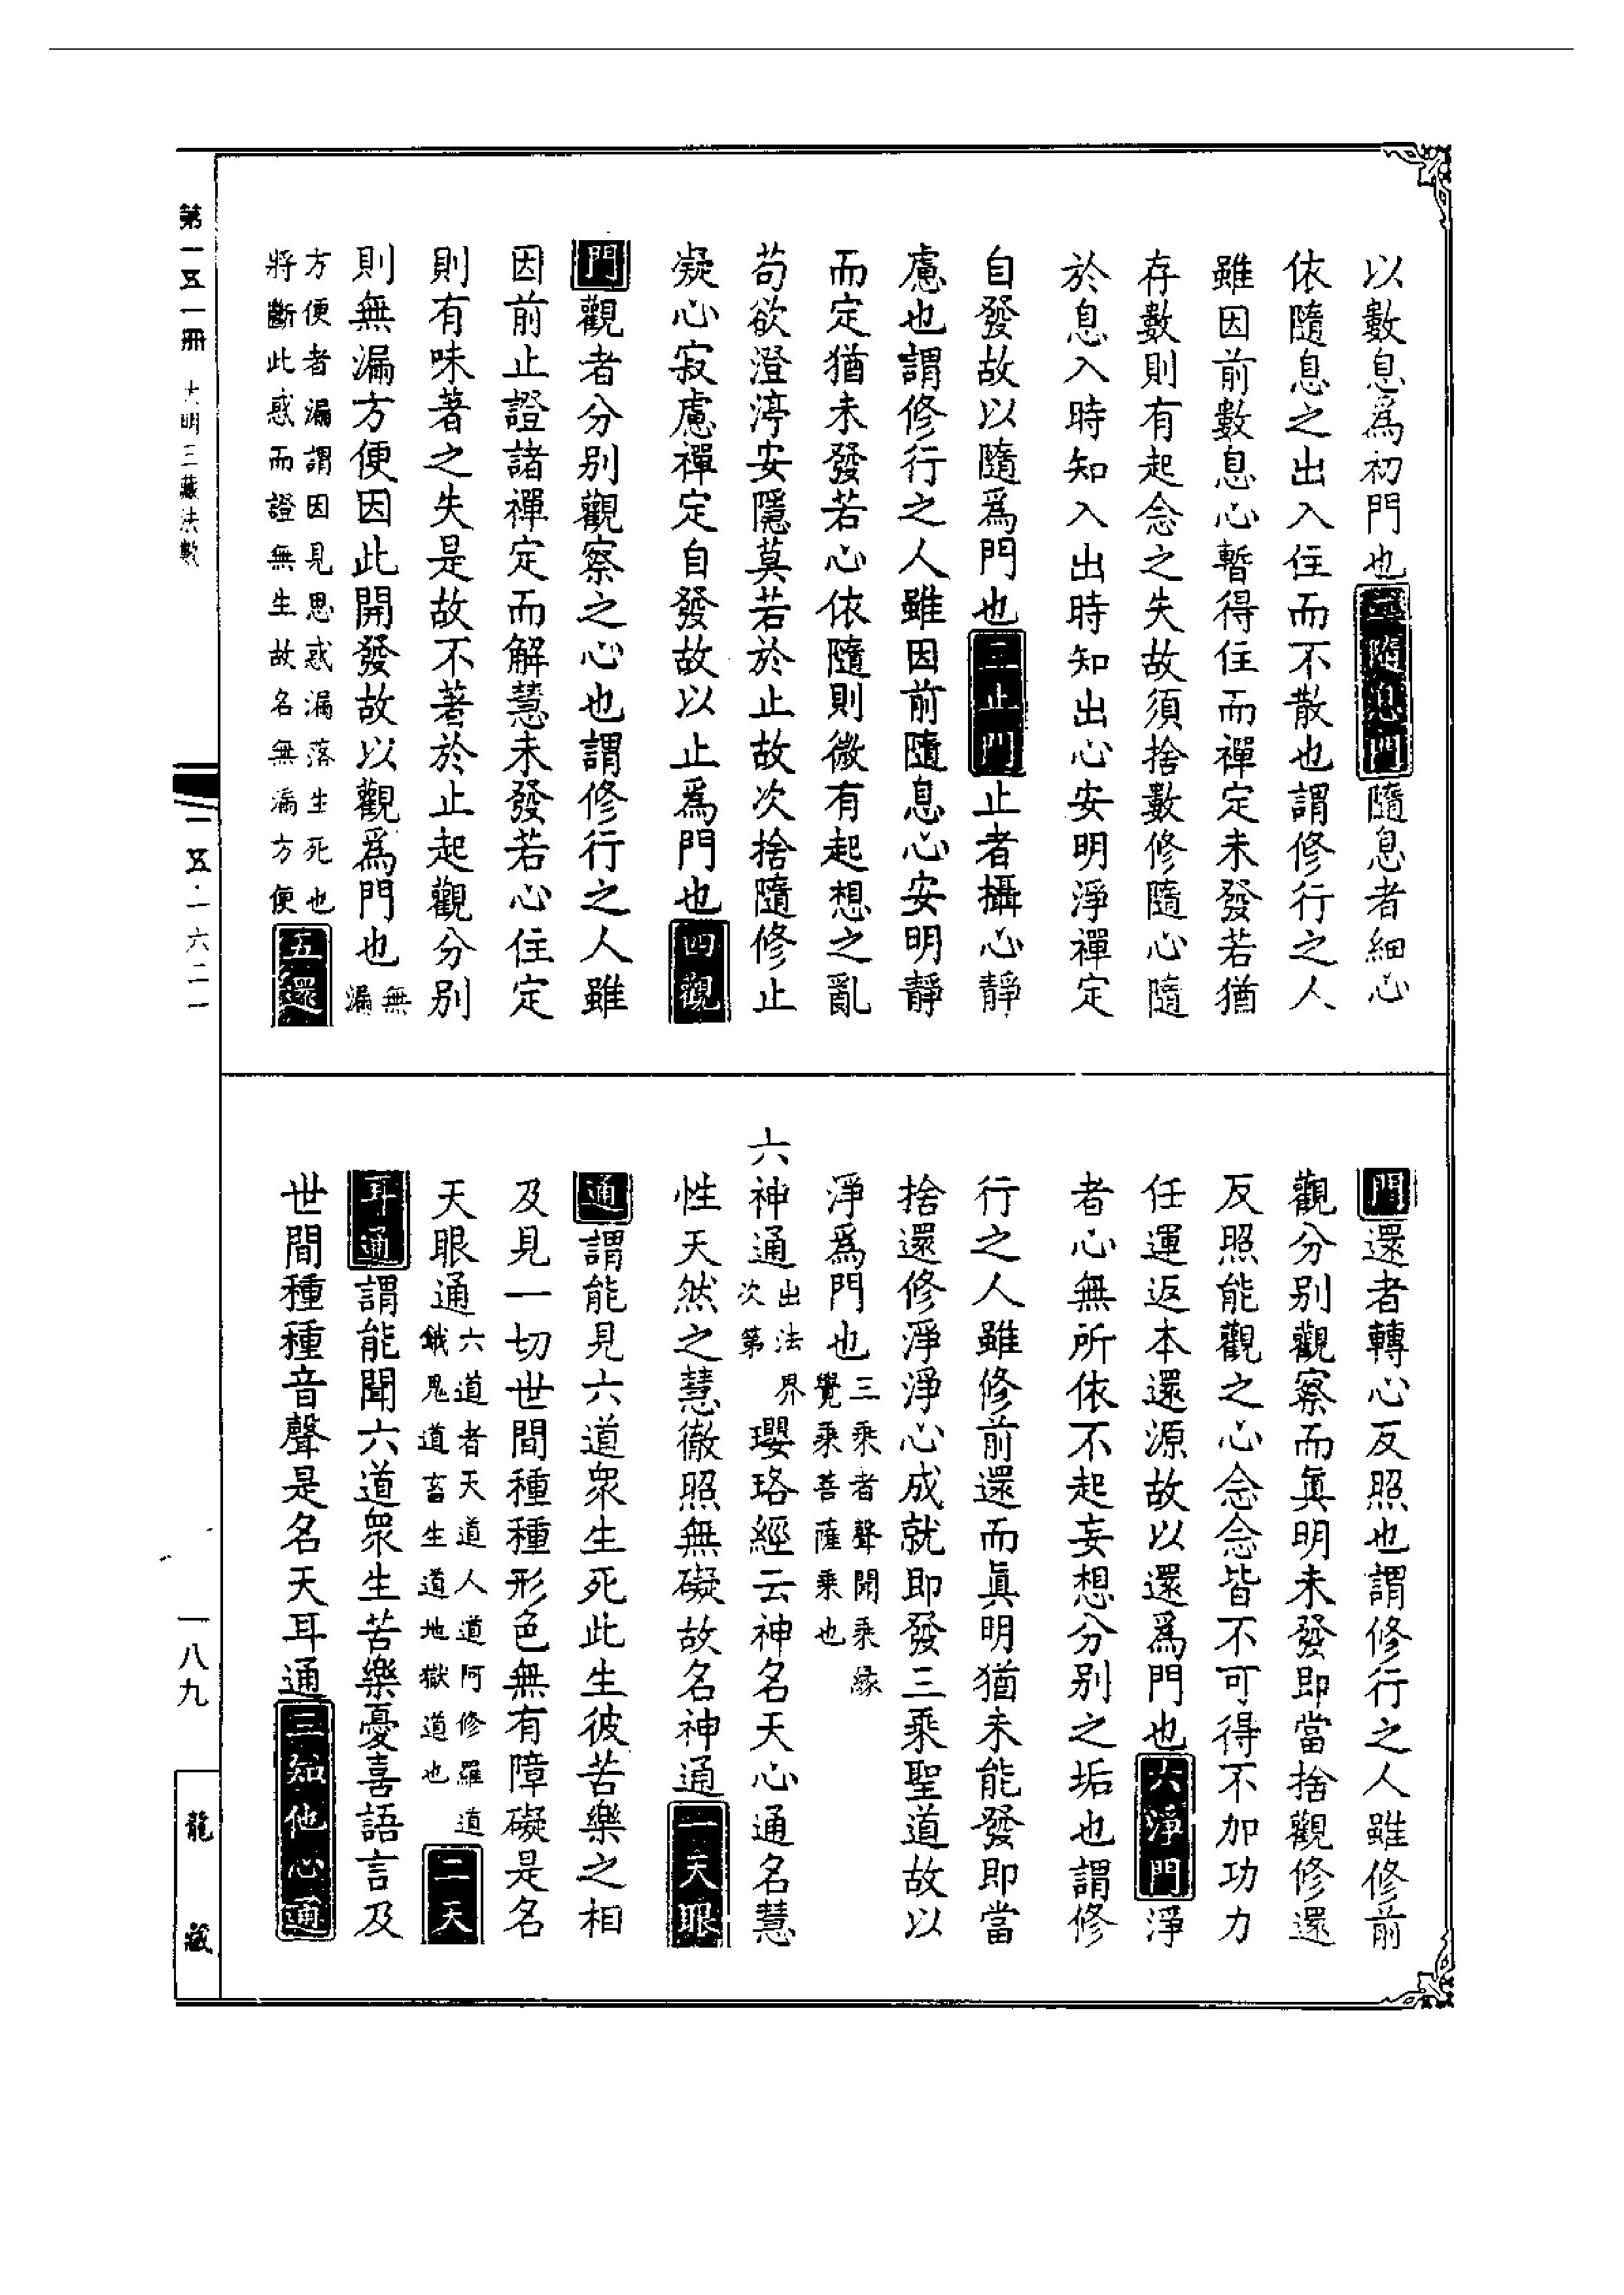 以數息爲初門也二隨息門隨息者細心
依隨息之出入住而不散也謂修行之人
雖因前數息心暫得住而禪定未發若猶
存數則有起念之失故須捨數修隨心隨
於息入時知入出時知出心安明淨禪定
自發故以隨爲門也三止門止者攝心靜
慮也謂修行之人雖因前隨息心安明靜
而定猶未發若心依隨則微有起想之亂
苟欲澄渟安隱莫若於止故次捨隨修止
凝心寂慮禪定自發故以止爲門也四觀
門觀者分别觀察之心也謂修行之人雖
因前止證諸禪定而解慧未發若心住定
則有味著之失是故不著於止起觀分别
則無漏方便因此開發故以觀爲門也無漏
方便者漏謂因見思惑漏落生死也
將斷此惑而證無生故名無漏方便五還
門還者轉心反照也謂修行之人雖修前
觀分别觀察而眞明未發即當捨觀修還
反照能觀之心念念皆不可得不加功力
任運返本還源故以還爲門也六淨門淨
者心無所依不起妄想分别之垢也謂修
行之人雖修前還而眞明猶未能發即當
捨還修淨淨心成就即發三乘聖道故以
淨爲門也三乘者聲聞乘緣
覺乘菩薩乘也
六神通出法界
次第瓔珞經云神名天心通名慧
性天然之慧徹照無礙故名神通一天眼
通謂能見六道衆生死此生彼苦樂之相
及見一切世間種種形色無有障礙是名
天眼通六道者天道人道阿修羅道
餓鬼道畜生道地獄道也二天
耳通謂能聞六道衆生苦樂憂喜語言及
世間種種音聲是名天耳通三知他心通
第一五一冊 大明三藏法數
一五·一六二一
一八九
龍藏